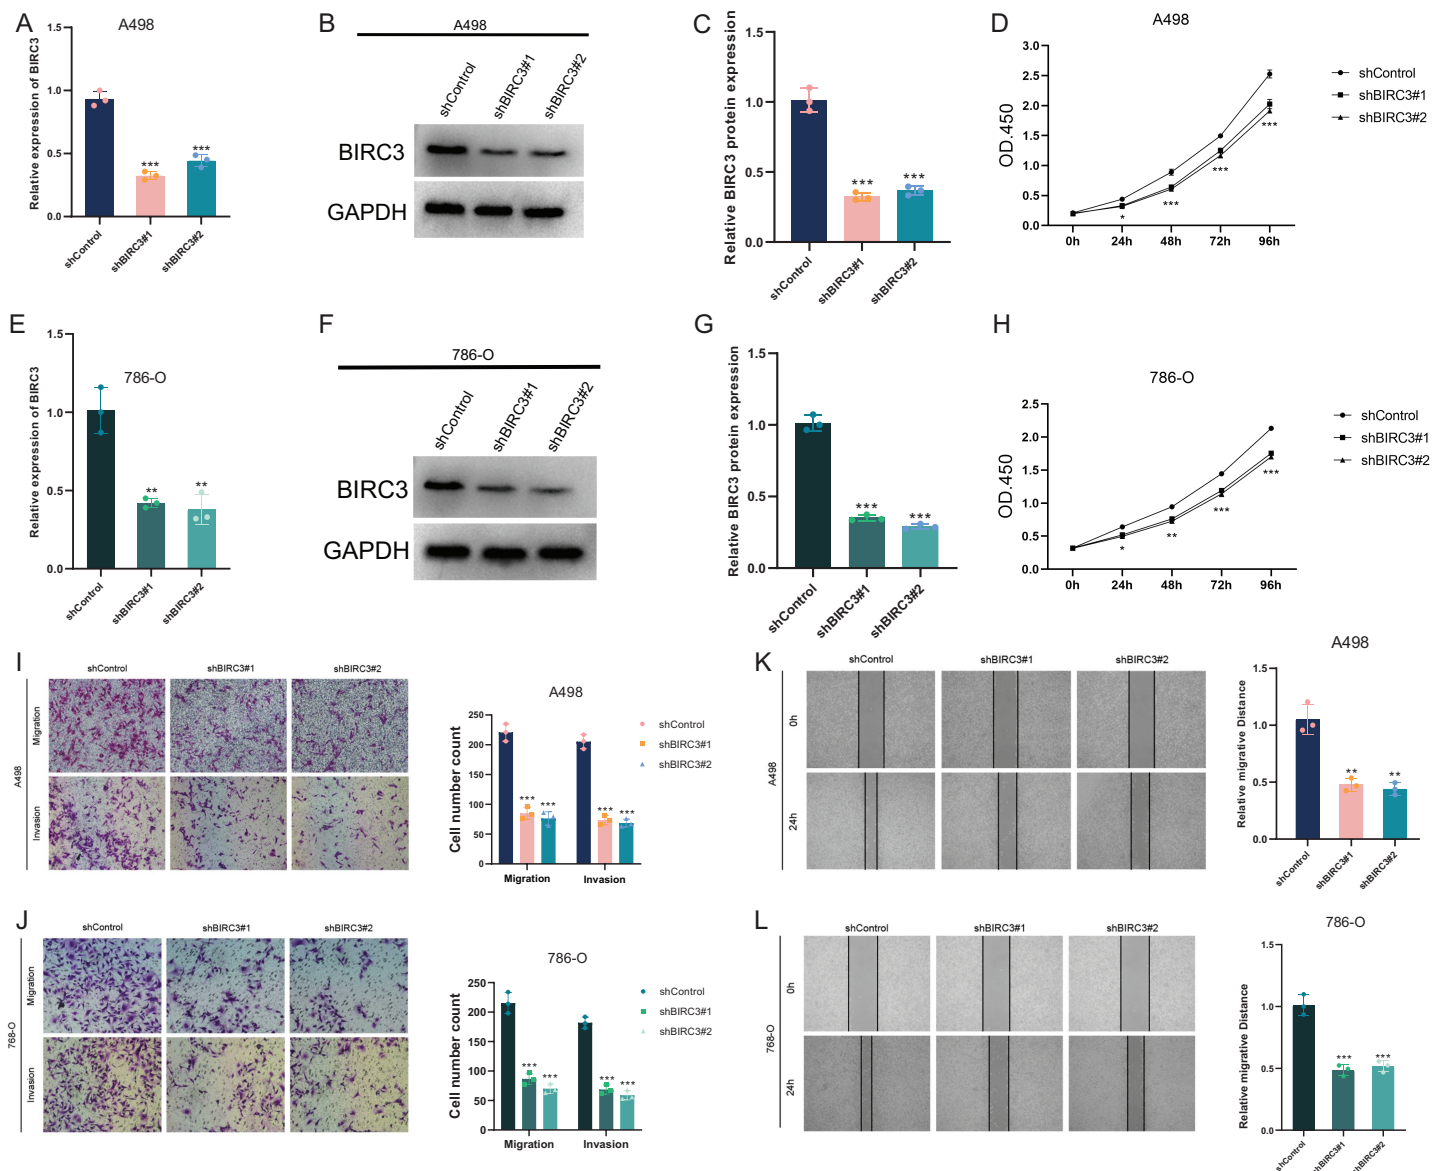 A
A498
Relative expression of BIRC3
1.5
1.0
0.5
0.0
***
***
shControl
shBIRC3#1
shBIRC3#2
B
A498
shControl
shBIRC3#1
shBIRC3#2
BIRC3
GAPDH
C
Relative BIRC3 protein expression
1.5
1.0
0.5
0.0
***
***
shControl
shBIRC3#1
shBIRC3#2
D
A498
OD.450
3.0
2.5
2.0
1.5
1.0
0.5
0.0
*
***
***
***
0h
24h
48h
72h
96h
shControl
shBIRC3#1
shBIRC3#2
E
786-O
Relative expression of BIRC3
1.5
1.0
0.5
0.0
**
**
shControl
shBIRC3#1
shBIRC3#2
F
786-O
shControl
shBIRC3#1
shBIRC3#2
BIRC3
GAPDH
G
Relative BIRC3 protein expression
1.5
1.0
0.5
0.0
***
***
shControl
shBIRC3#1
shBIRC3#2
H
786-O
OD.450
2.5
2.0
1.5
1.0
0.5
0.0
*
**
***
***
0h
24h
48h
72h
96h
shControl
shBIRC3#1
shBIRC3#2
I
shControl
shBIRC3#1
shBIRC3#2
A498
Migration
Invasion
A498
Cell number count
250
200
150
100
50
0
***
***
***
***
Migration
Invasion
shControl
shBIRC3#1
shBIRC3#2
K
shControl
shBIRC3#1
shBIRC3#2
A498
0h
24h
A498
Relative migrative Distance
1.5
1.0
0.5
0.0
**
**
shControl
shBIRC3#1
shBIRC3#2
J
shControl
shBIRC3#1
shBIRC3#2
768-O
Migration
Invasion
786-O
Cell number count
250
200
150
100
50
0
***
***
***
***
Migration
Invasion
shControl
shBIRC3#1
shBIRC3#2
L
shControl
shBIRC3#1
shBIRC3#2
768-O
0h
24h
786-O
Relative migrative Distance
1.5
1.0
0.5
0.0
***
***
shControl
shBIRC3#1
shBIRC3#2